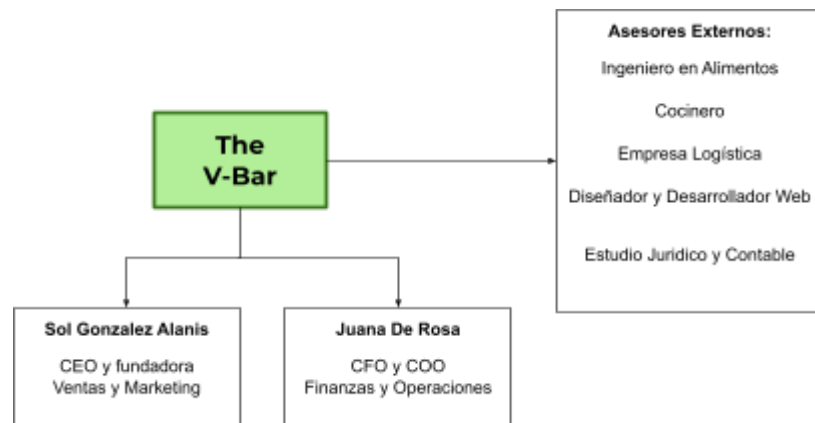 Asesores Externos:
Ingeniero en Alimentos
Cocinero
Empresa Logística
Diseñador y Desarrollador Web
Estudio Juridico y Contable
The
V-Bar
Sol Gonzalez Alanis
CEO y fundadora
Ventas y Marketing
Juana De Rosa
CFO y COO
Finanzas y Operaciones